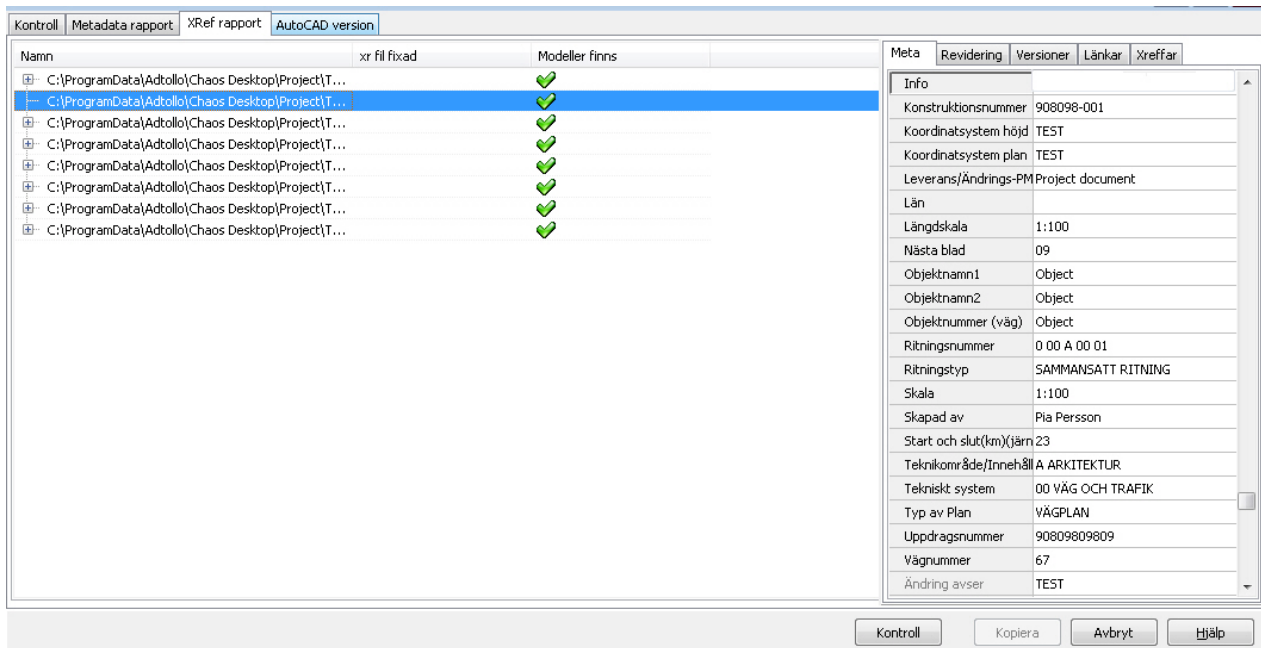 Kontroll Metadata rapport XRef rapport AutoCAD version
Namn xr fil fixad Modeller finns
C:\ProgramData\Adtollo\Chaos Desktop\Project\T...
C:\ProgramData\Adtollo\Chaos Desktop\Project\T...
C:\ProgramData\Adtollo\Chaos Desktop\Project\T...
C:\ProgramData\Adtollo\Chaos Desktop\Project\T...
C:\ProgramData\Adtollo\Chaos Desktop\Project\T...
C:\ProgramData\Adtollo\Chaos Desktop\Project\T...
C:\ProgramData\Adtollo\Chaos Desktop\Project\T...
C:\ProgramData\Adtollo\Chaos Desktop\Project\T...
Meta Revidering Versioner Länkar Xreffar
Info
Konstruktionsnummer 908098-001
Koordinatsystem höjd TEST
Koordinatsystem plan TEST
Leverans/Ändrings-PM Project document
Län
Längdskala 1:100
Nästa blad 09
Objektnamn1 Object
Objektnamn2 Object
Objektnummer (väg) Object
Ritningsnummer 0 00 A 00 01
Ritningstyp SAMMANSATT RITNING
Skala 1:100
Skapad av Pia Persson
Start och slut(km)(järn 23
Teknikområde/Innehåll A ARKITEKTUR
Tekniskt system 00 VÄG OCH TRAFIK
Typ av Plan VÄGPLAN
Uppdragsnummer 90809809809
Vägnummer 67
Ändring avser TEST
Kontroll Kopiera Avbryt Hjälp